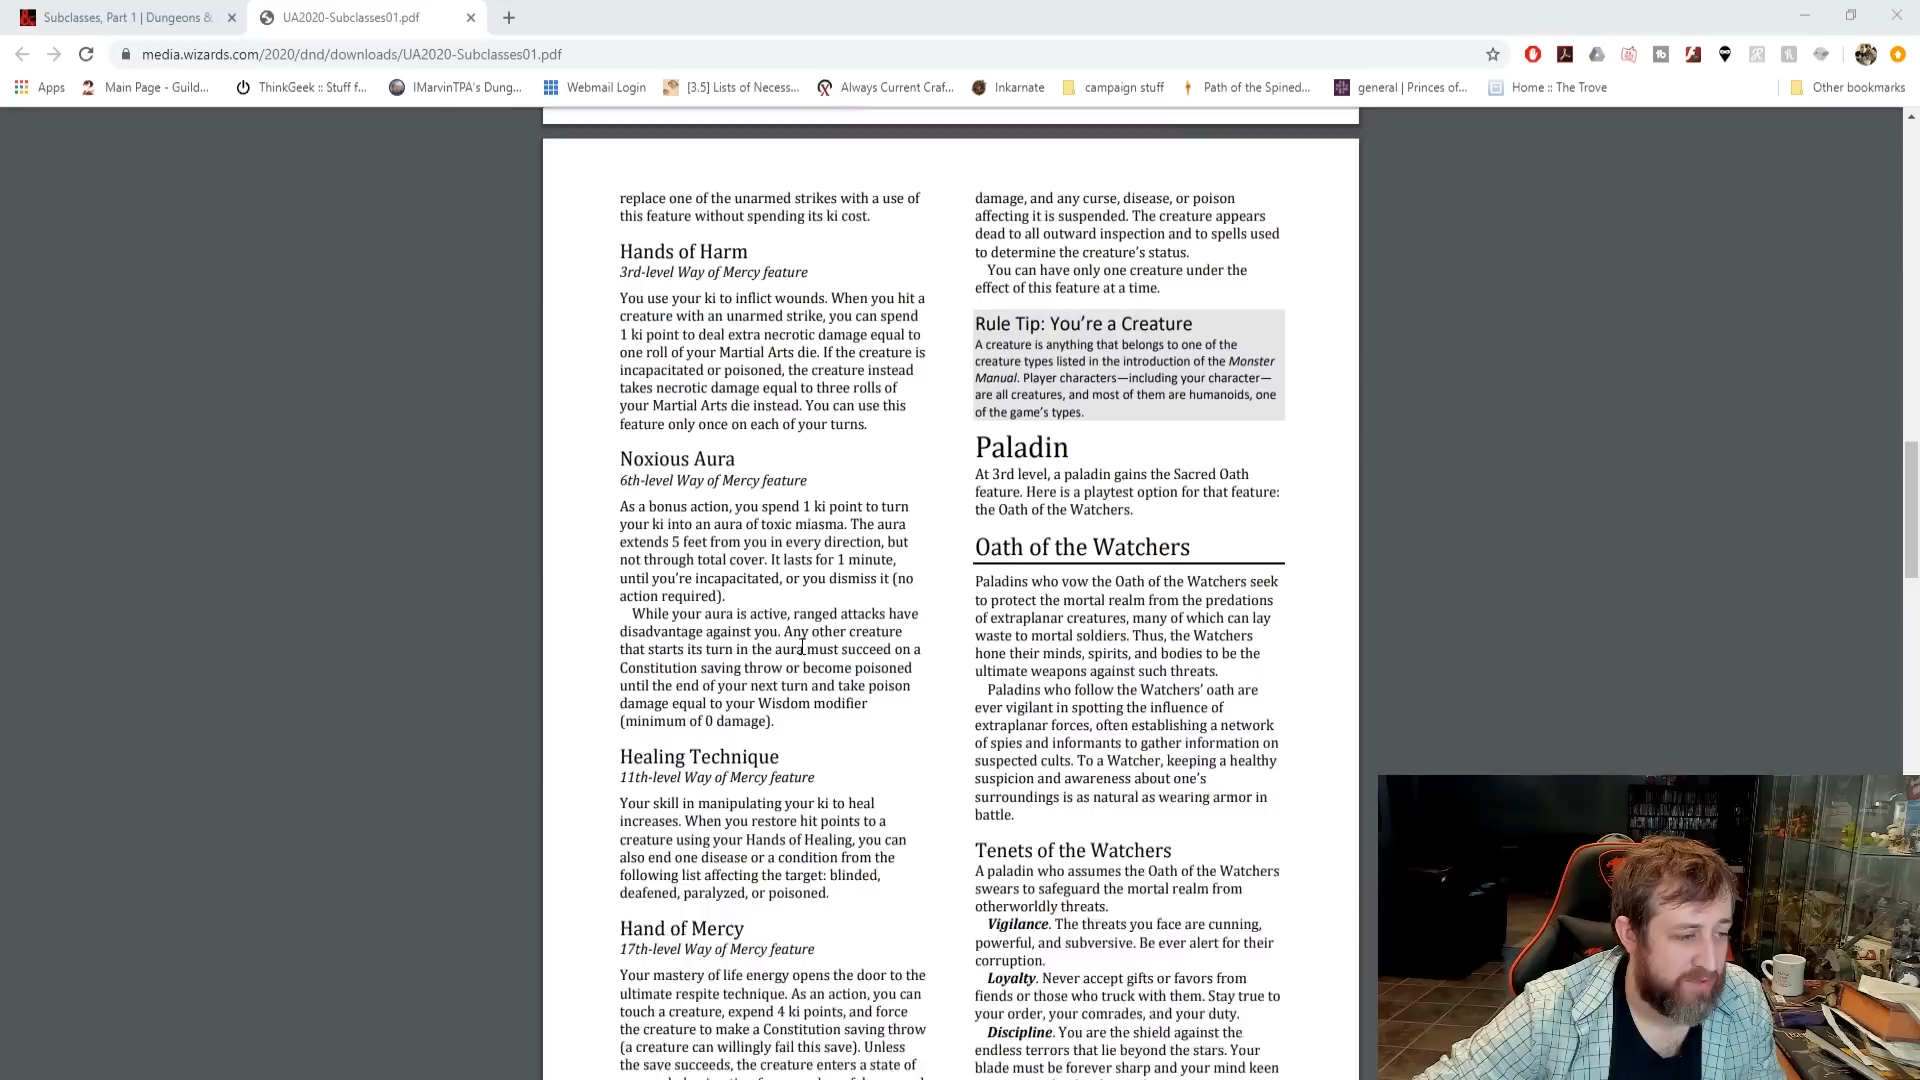 Subclasses, Part 1 | Dungeons &
UA2020-Subclasses01.pdf
media.wizards.com/2020/dnd/downloads/UA2020-Subclasses01.pdf
Apps
Main Page - Guild...
ThinkGeek :: Stuff f...
IMarvinTPA's Dung...
Webmail Login
[3.5] Lists of Necess...
Always Current Craf...
Inkarnate
campaign stuff
Path of the Spined...
general | Princes of...
Home :: The Trove
Other bookmarks
replace one of the unarmed strikes with a use of
this feature without spending its ki cost.
Hands of Harm
3rd-level Way of Mercy feature
You use your ki to inflict wounds. When you hit a
creature with an unarmed strike, you can spend
1 ki point to deal extra necrotic damage equal to
one roll of your Martial Arts die. If the creature is
incapacitated or poisoned, the creature instead
takes necrotic damage equal to three rolls of
your Martial Arts die instead. You can use this
feature only once on each of your turns.
Noxious Aura
6th-level Way of Mercy feature
As a bonus action, you spend 1 ki point to turn
your ki into an aura of toxic miasma. The aura
extends 5 feet from you in every direction, but
not through total cover. It lasts for 1 minute,
until you're incapacitated, or you dismiss it (no
action required).
While your aura is active, ranged attacks have
disadvantage against you. Any other creature
that starts its turn in the aura must succeed on a
Constitution saving throw or become poisoned
until the end of your next turn and take poison
damage equal to your Wisdom modifier
(minimum of 0 damage).
Healing Technique
11th-level Way of Mercy feature
Your skill in manipulating your ki to heal
increases. When you restore hit points to a
creature using your Hands of Healing, you can
also end one disease or a condition from the
following list affecting the target: blinded,
deafened, paralyzed, or poisoned.
Hand of Mercy
17th-level Way of Mercy feature
Your mastery of life energy opens the door to the
ultimate respite technique. As an action, you can
touch a creature, expend 4 ki points, and force
the creature to make a Constitution saving throw
(a creature can willingly fail this save). Unless
the save succeeds, the creature enters a state of
damage, and any curse, disease, or poison
affecting it is suspended. The creature appears
dead to all outward inspection and to spells used
to determine the creature's status.
You can have only one creature under the
effect of this feature at a time.
Rule Tip: You're a Creature
A creature is anything that belongs to one of the
creature types listed in the introduction of the Monster
Manual. Player characters—including your character—
are all creatures, and most of them are humanoids, one
of the game's types.
Paladin
At 3rd level, a paladin gains the Sacred Oath
feature. Here is a playtest option for that feature:
the Oath of the Watchers.
Oath of the Watchers
Paladins who vow the Oath of the Watchers seek
to protect the mortal realm from the predations
of extraplanar creatures, many of which can lay
waste to mortal soldiers. Thus, the Watchers
hone their minds, spirits, and bodies to be the
ultimate weapons against such threats.
Paladins who follow the Watchers' oath are
ever vigilant in spotting the influence of
extraplanar forces, often establishing a network
of spies and informants to gather information on
suspected cults. To a Watcher, keeping a healthy
suspicion and awareness about one's
surroundings is as natural as wearing armor in
battle.
Tenets of the Watchers
A paladin who assumes the Oath of the Watchers
swears to safeguard the mortal realm from
otherworldly threats.
Vigilance. The threats you face are cunning,
powerful, and subversive. Be ever alert for their
corruption.
Loyalty. Never accept gifts or favors from
fiends or those who truck with them. Stay true to
your order, your comrades, and your duty.
Discipline. You are the shield against the
endless terrors that lie beyond the stars. Your
blade must be forever sharp and your mind keen